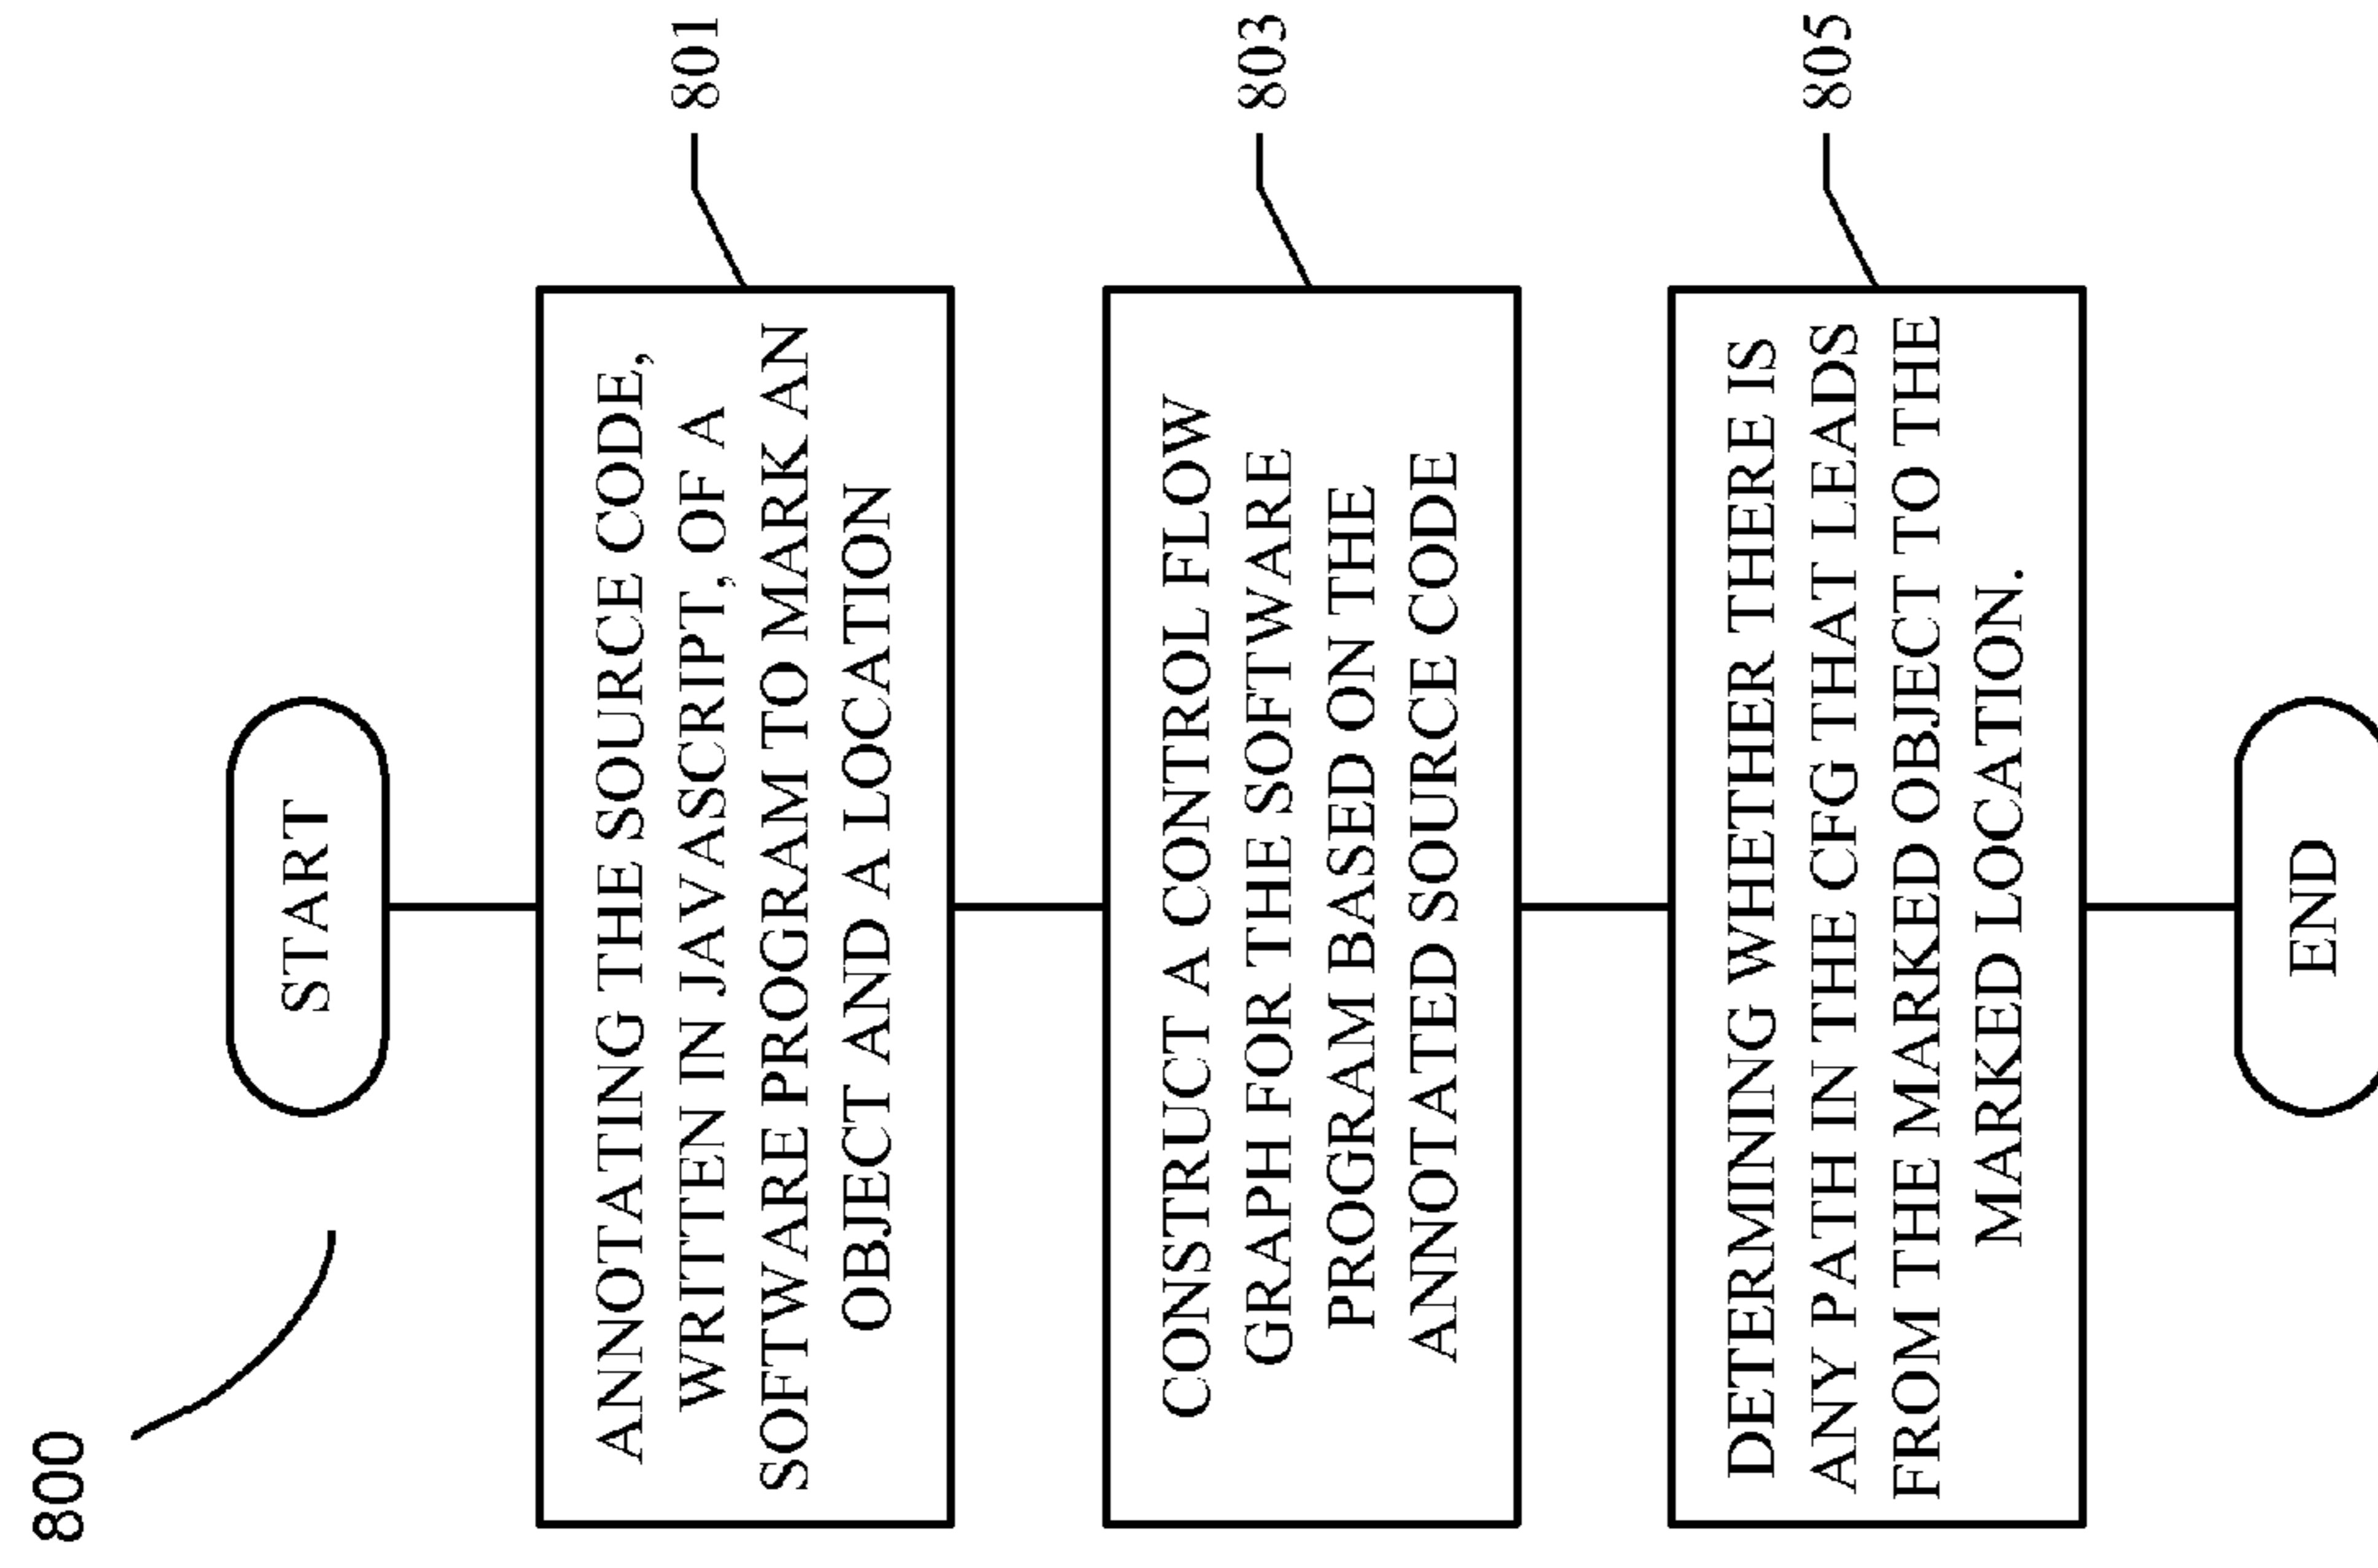 800
START
801
ANNOTATING THE SOURCE CODE,
WRITTEN IN JAVASCRIPT, OF A
SOFTWARE PROGRAM TO MARK AN
OBJECT AND A LOCATION
803
CONSTRUCT A CONTROL FLOW
GRAPH FOR THE SOFTWARE
PROGRAM BASED ON THE
ANNOTATED SOURCE CODE
805
DETERMINING WHETHER THERE IS
ANY PATH IN THE CFG THAT LEADS
FROM THE MARKED OBJECT TO THE
MARKED LOCATION.
END